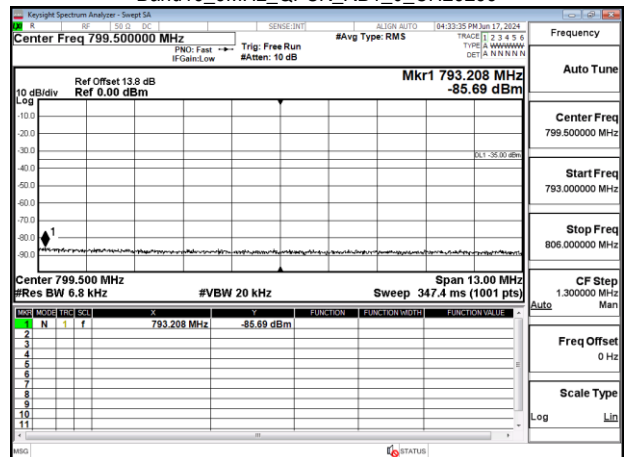 Keysight Spectrum Analyzer - Swept SA
R RF 50 Ω DC SENSE:INT ALIGN AUTO 04:33:35 PM Jun 17, 2024
Center Freq 799.500000 MHz
PNO: Fast
IFGain:Low
Trig: Free Run
#Atten: 10 dB
#Avg Type: RMS
TRACE 1 2 3 4 5 6
TYPE A WWWWW
DET A N N N N N
Frequency
Ref Offset 13.8 dB
10 dB/div Ref 0.00 dBm
Mkr1 793.208 MHz
-85.69 dBm
Log
-10.0
-20.0
-30.0
-40.0
-50.0
-60.0
-70.0
-80.0
-90.0
DL1 -35.00 dBm
1
Center 799.500 MHz Span 13.00 MHz
#Res BW 6.8 kHz #VBW 20 kHz Sweep 347.4 ms (1001 pts)
MKR MODE TRC SCL X Y FUNCTION FUNCTION WIDTH FUNCTION VALUE
1 N 1 f 793.208 MHz -85.69 dBm
2
3
4
5
6
7
8
9
10
11
MSG STATUS
Auto Tune
Center Freq
799.500000 MHz
Start Freq
793.000000 MHz
Stop Freq
806.000000 MHz
CF Step
1.300000 MHz
Auto Man
Freq Offset
0 Hz
Scale Type
Log Lin